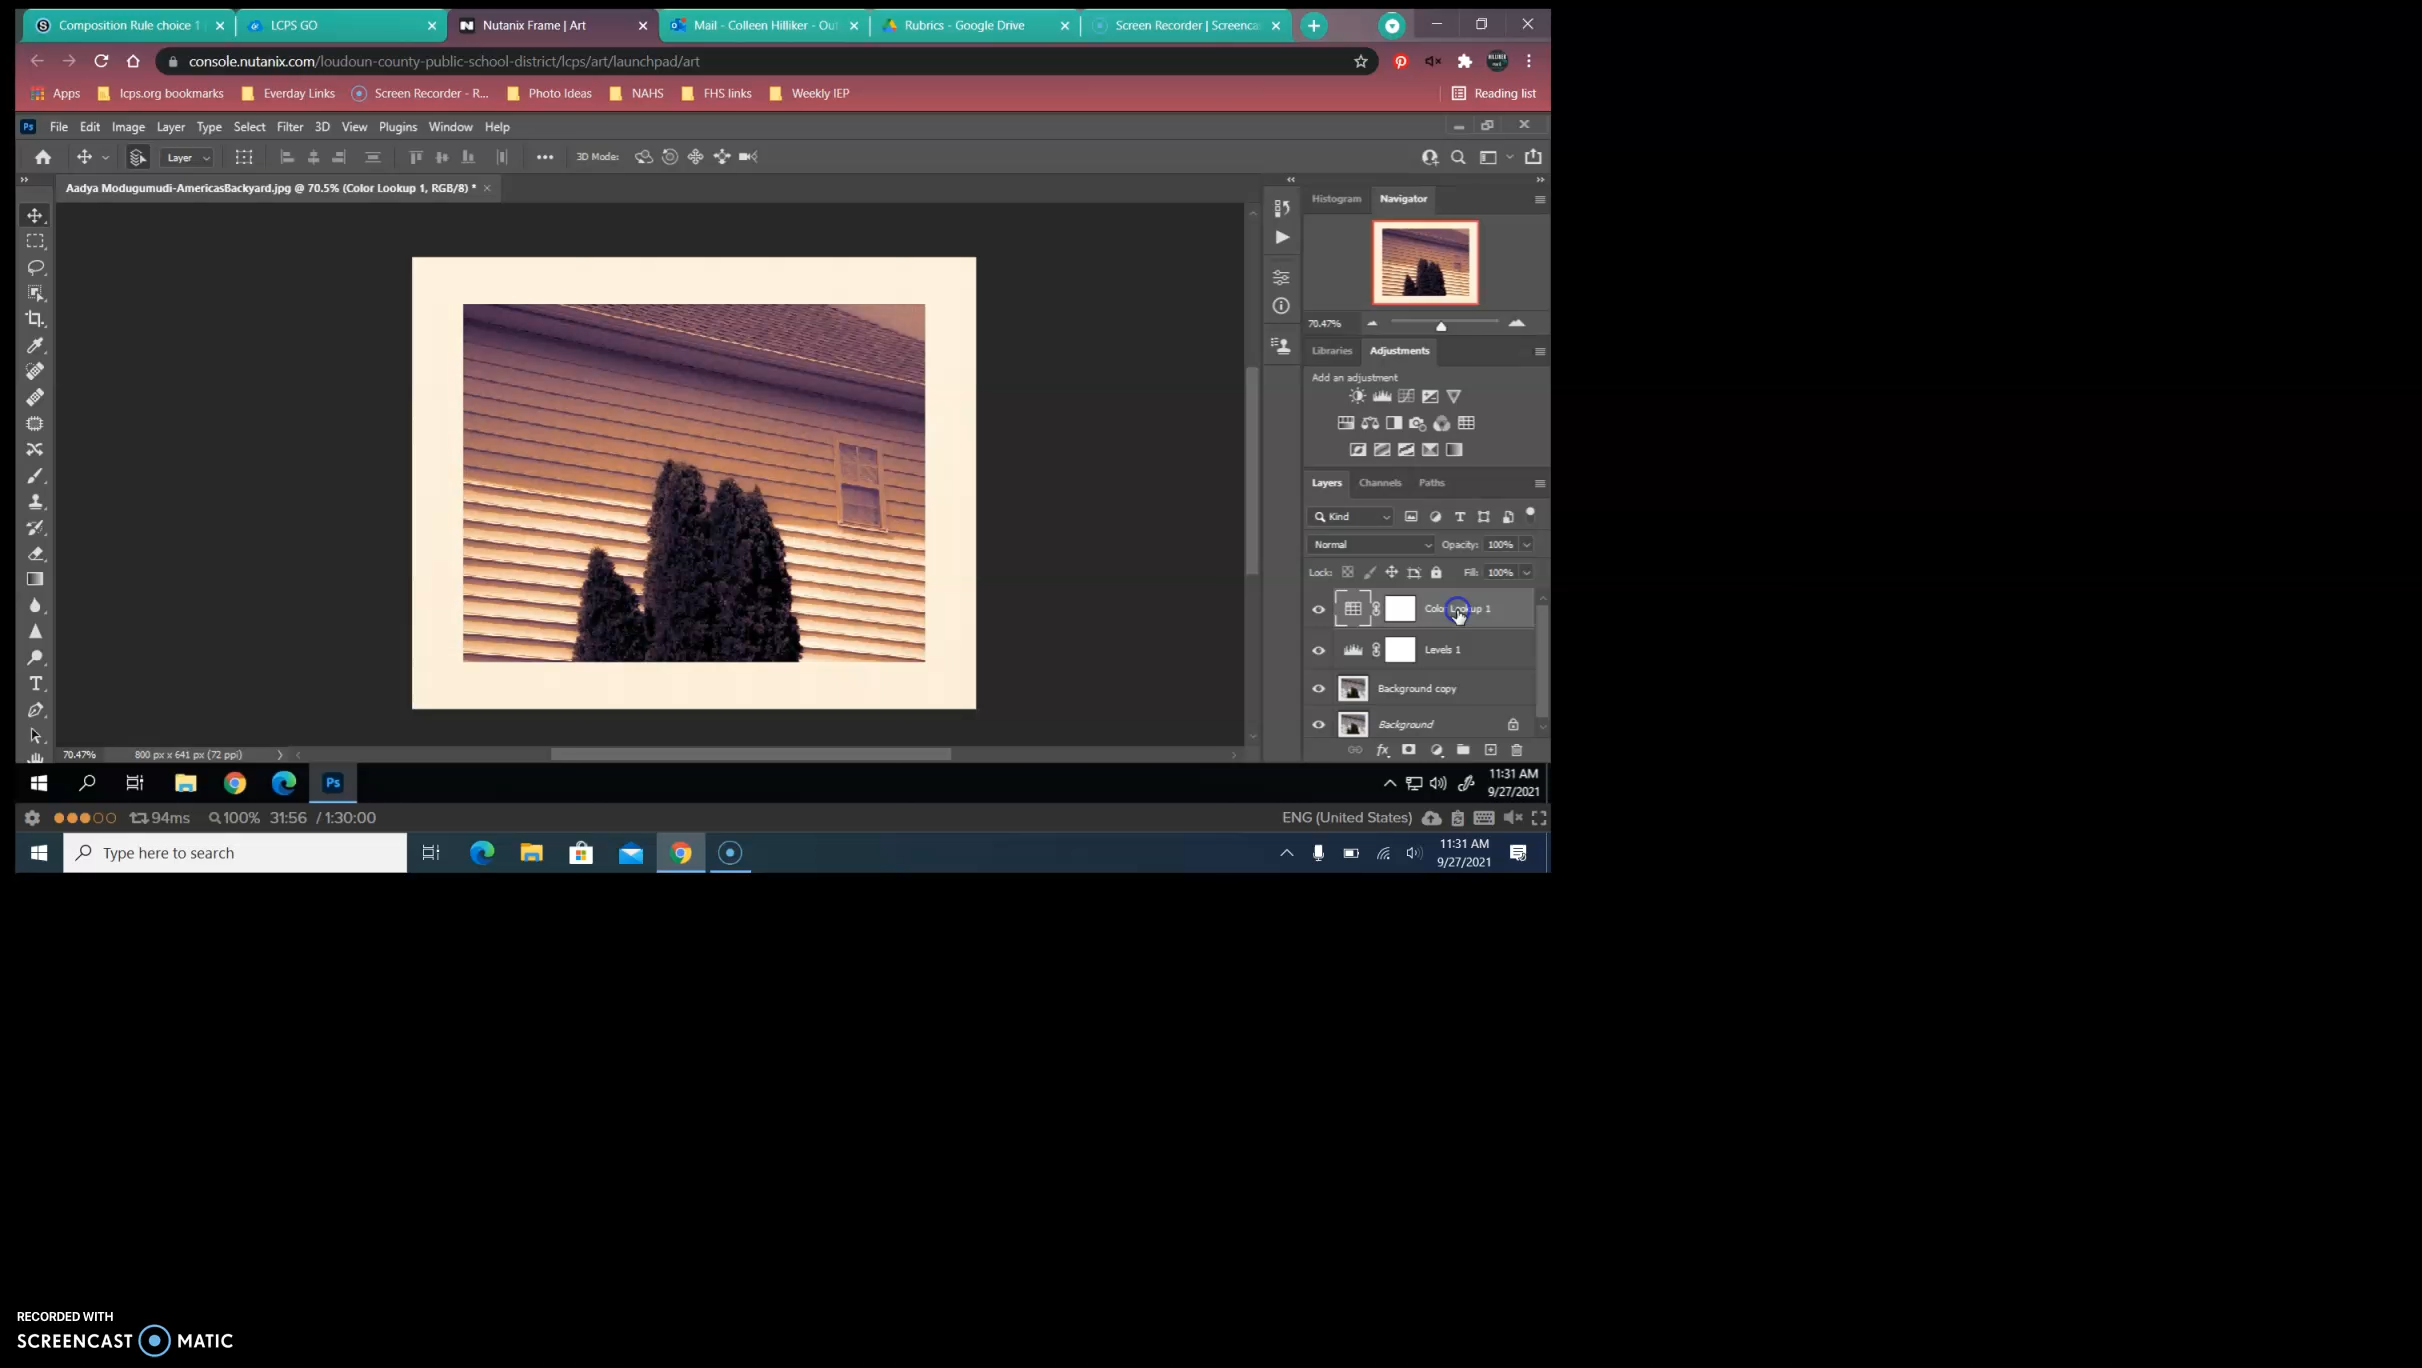 Composition Rule choice 1
LCPS GO
Nutanix Frame | Art
Mail - Colleen Hilliker - Out
Rubrics - Google Drive
Screen Recorder | Screenca
console.nutanix.com/loudoun-county-public-school-district/lcps/art/launchpad/art
Apps
lcps.org bookmarks
Everday Links
Screen Recorder - R...
Photo Ideas
NAHS
FHS links
Weekly IEP
Reading list
Ps File Edit Image Layer Type Select Filter 3D View Plugins Window Help
Layer
3D Mode:
Aadya Modugumudi-AmericasBackyard.jpg @ 70.5% (Color Lookup 1, RGB/8) *
Histogram Navigator
70.47%
Libraries Adjustments
Add an adjustment
Layers Channels Paths
Kind
Normal Opacity: 100%
Lock: Fill: 100%
Color Lookup 1
Levels 1
Background copy
Background
70.47% 800 px x 641 px (72 ppi)
Ps
11:31 AM
9/27/2021
94ms 100% 31:56 / 1:30:00
ENG (United States)
Type here to search
11:31 AM
9/27/2021
RECORDED WITH
SCREENCAST MATIC